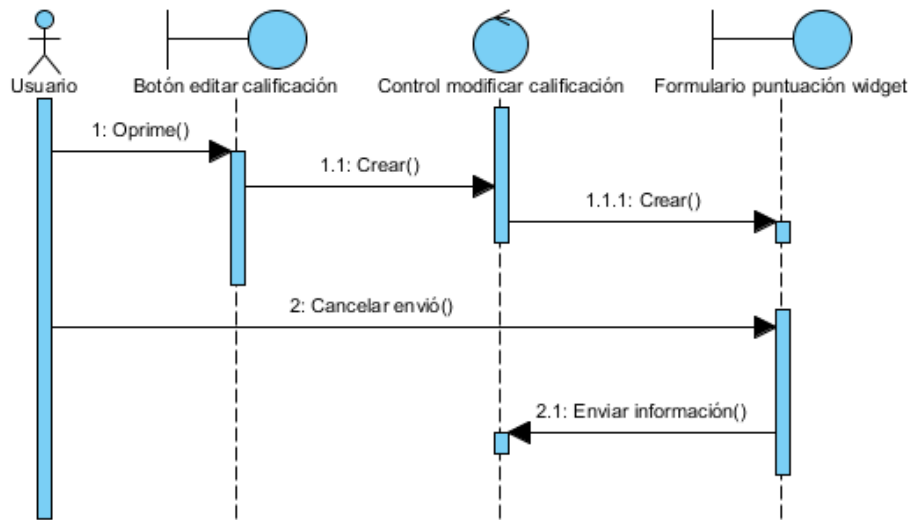 Usuario
Botón editar calificación
Control modificar calificación
Formulario puntuación widget
1: Oprime()
1.1: Crear()
1.1.1: Crear()
2: Cancelar envió()
2.1: Enviar información()